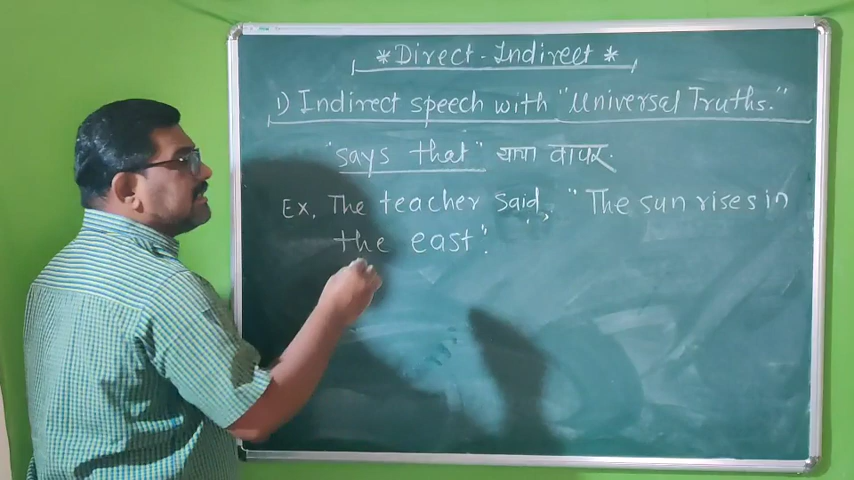 * Direct - Indirect *
1) Indirect speech with "Universal Truths."
"says that" चा वापर.
Ex. The teacher said, "The sun rises in
the east".